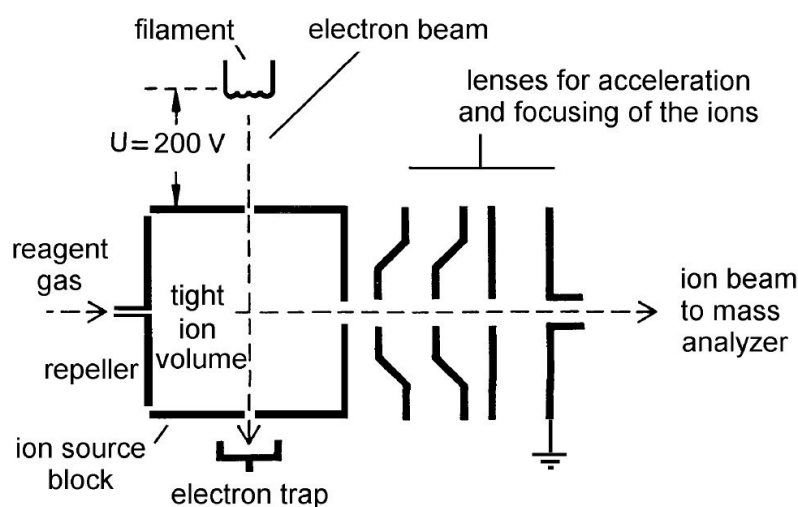 filament
electron beam
lenses for acceleration
and focusing of the ions
U=200 V
reagent
gas
tight
ion
volume
repeller
ion beam
to mass
analyzer
ion source
block
electron trap